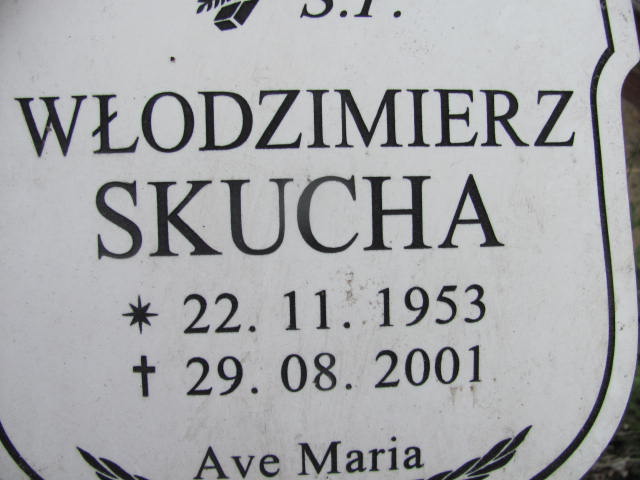 Ś.P.
WŁODZIMIERZ
SKUCHA
* 22. 11. 1953
† 29. 08. 2001
Ave Maria